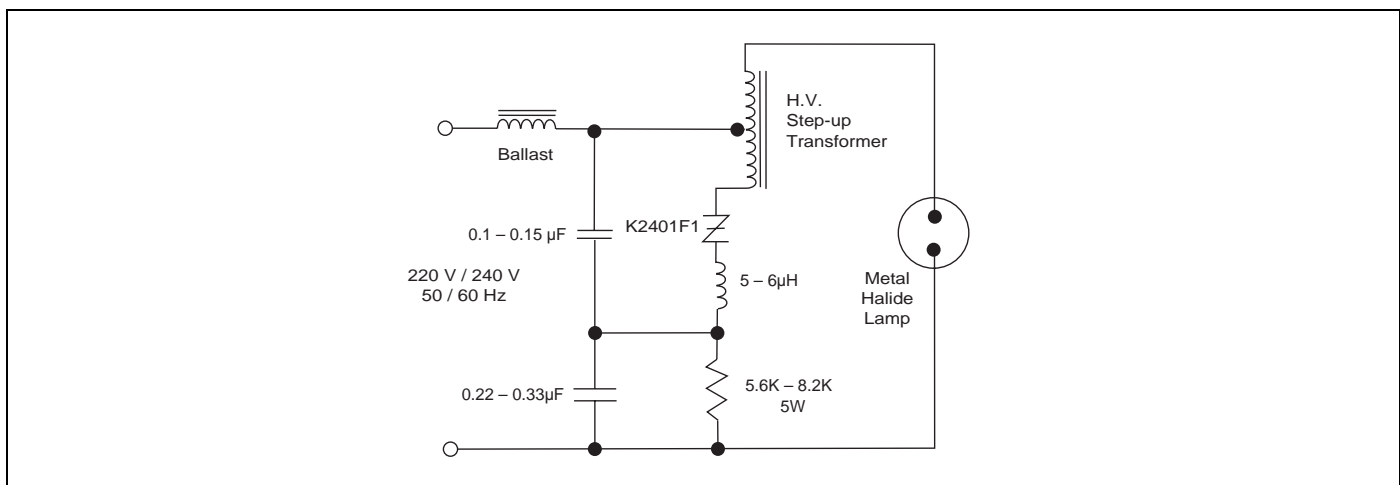 H.V.
Step-up
Transformer
Ballast
K2401F1
0.1 – 0.15 µF
220 V / 240 V
50 / 60 Hz
5 – 6µH
Metal
Halide
Lamp
0.22 – 0.33µF
5.6K – 8.2K
5W